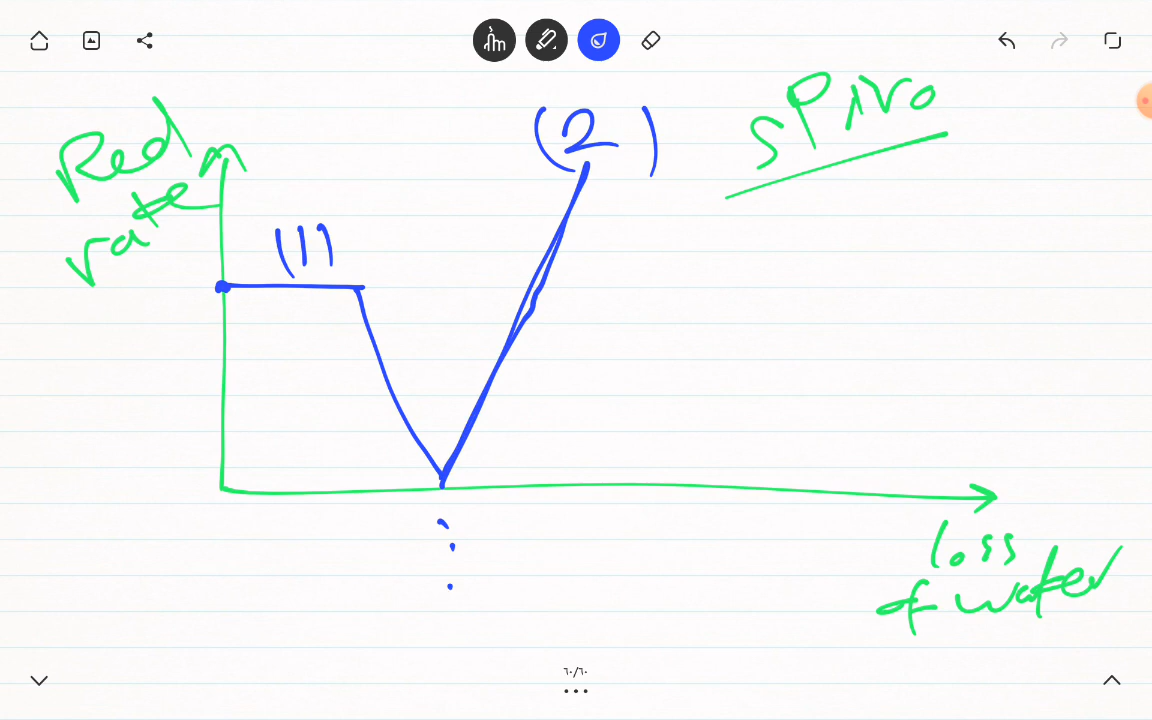 sPiro
(2)
Red
rate
(1)
loss
of water
٦٠/٦٠